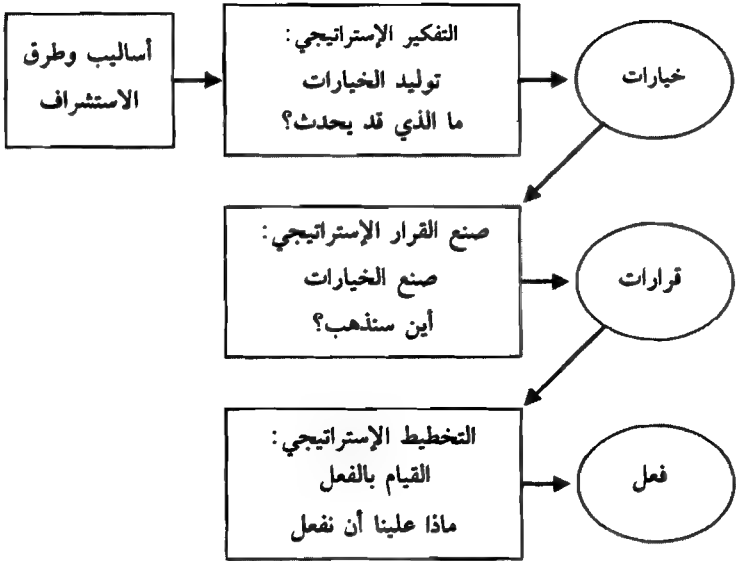 أساليب وطرق
الاستشراف
التفكير الإستراتيجي:
توليد الخيارات
ما الذي قد يحدث؟
خيارات
صنع القرار الإستراتيجي:
صنع الخيارات
أين سنذهب؟
قرارات
التخطيط الإستراتيجي:
القيام بالفعل
ماذا علينا أن نفعل
فعل